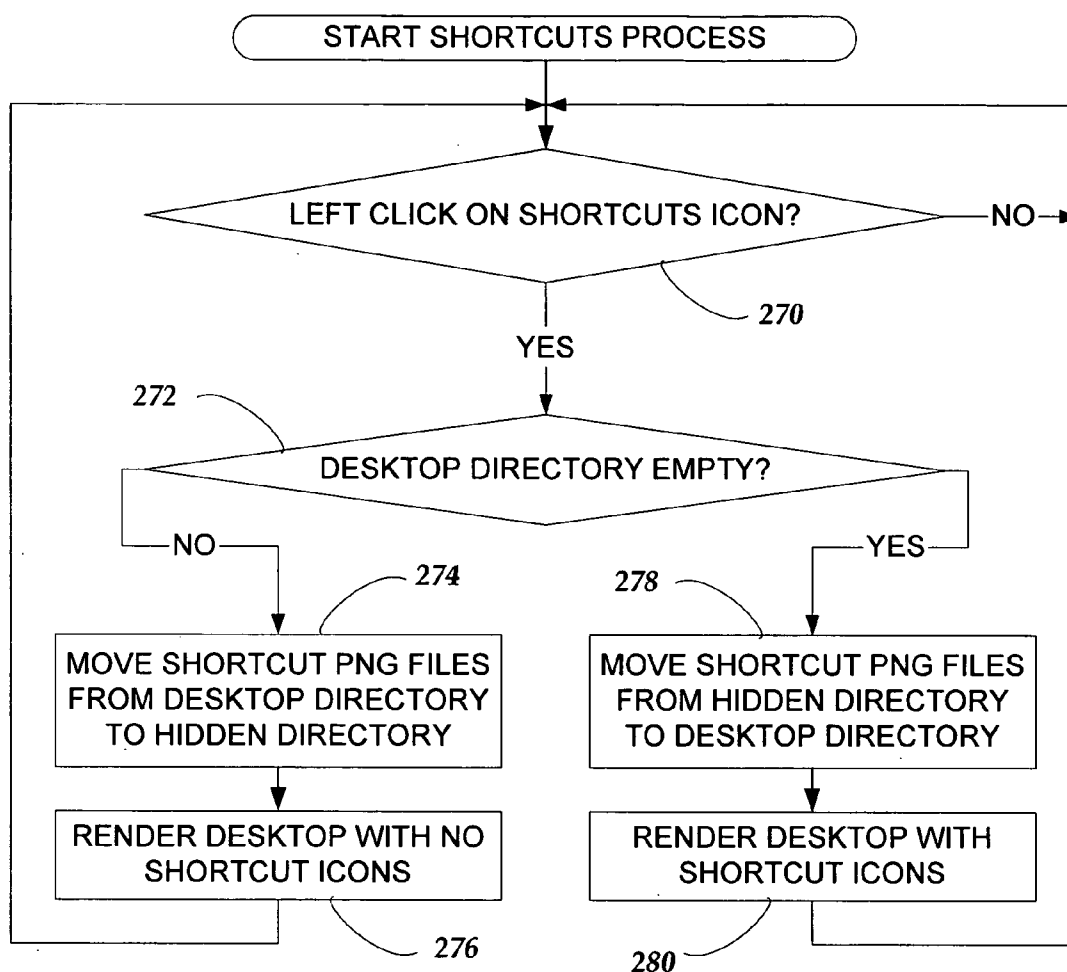 START SHORTCUTS PROCESS
LEFT CLICK ON SHORTCUTS ICON?
NO
270
YES
272
DESKTOP DIRECTORY EMPTY?
NO
YES
274
278
MOVE SHORTCUT PNG FILES
FROM DESKTOP DIRECTORY
TO HIDDEN DIRECTORY
MOVE SHORTCUT PNG FILES
FROM HIDDEN DIRECTORY
TO DESKTOP DIRECTORY
RENDER DESKTOP WITH NO
SHORTCUT ICONS
RENDER DESKTOP WITH
SHORTCUT ICONS
276
280